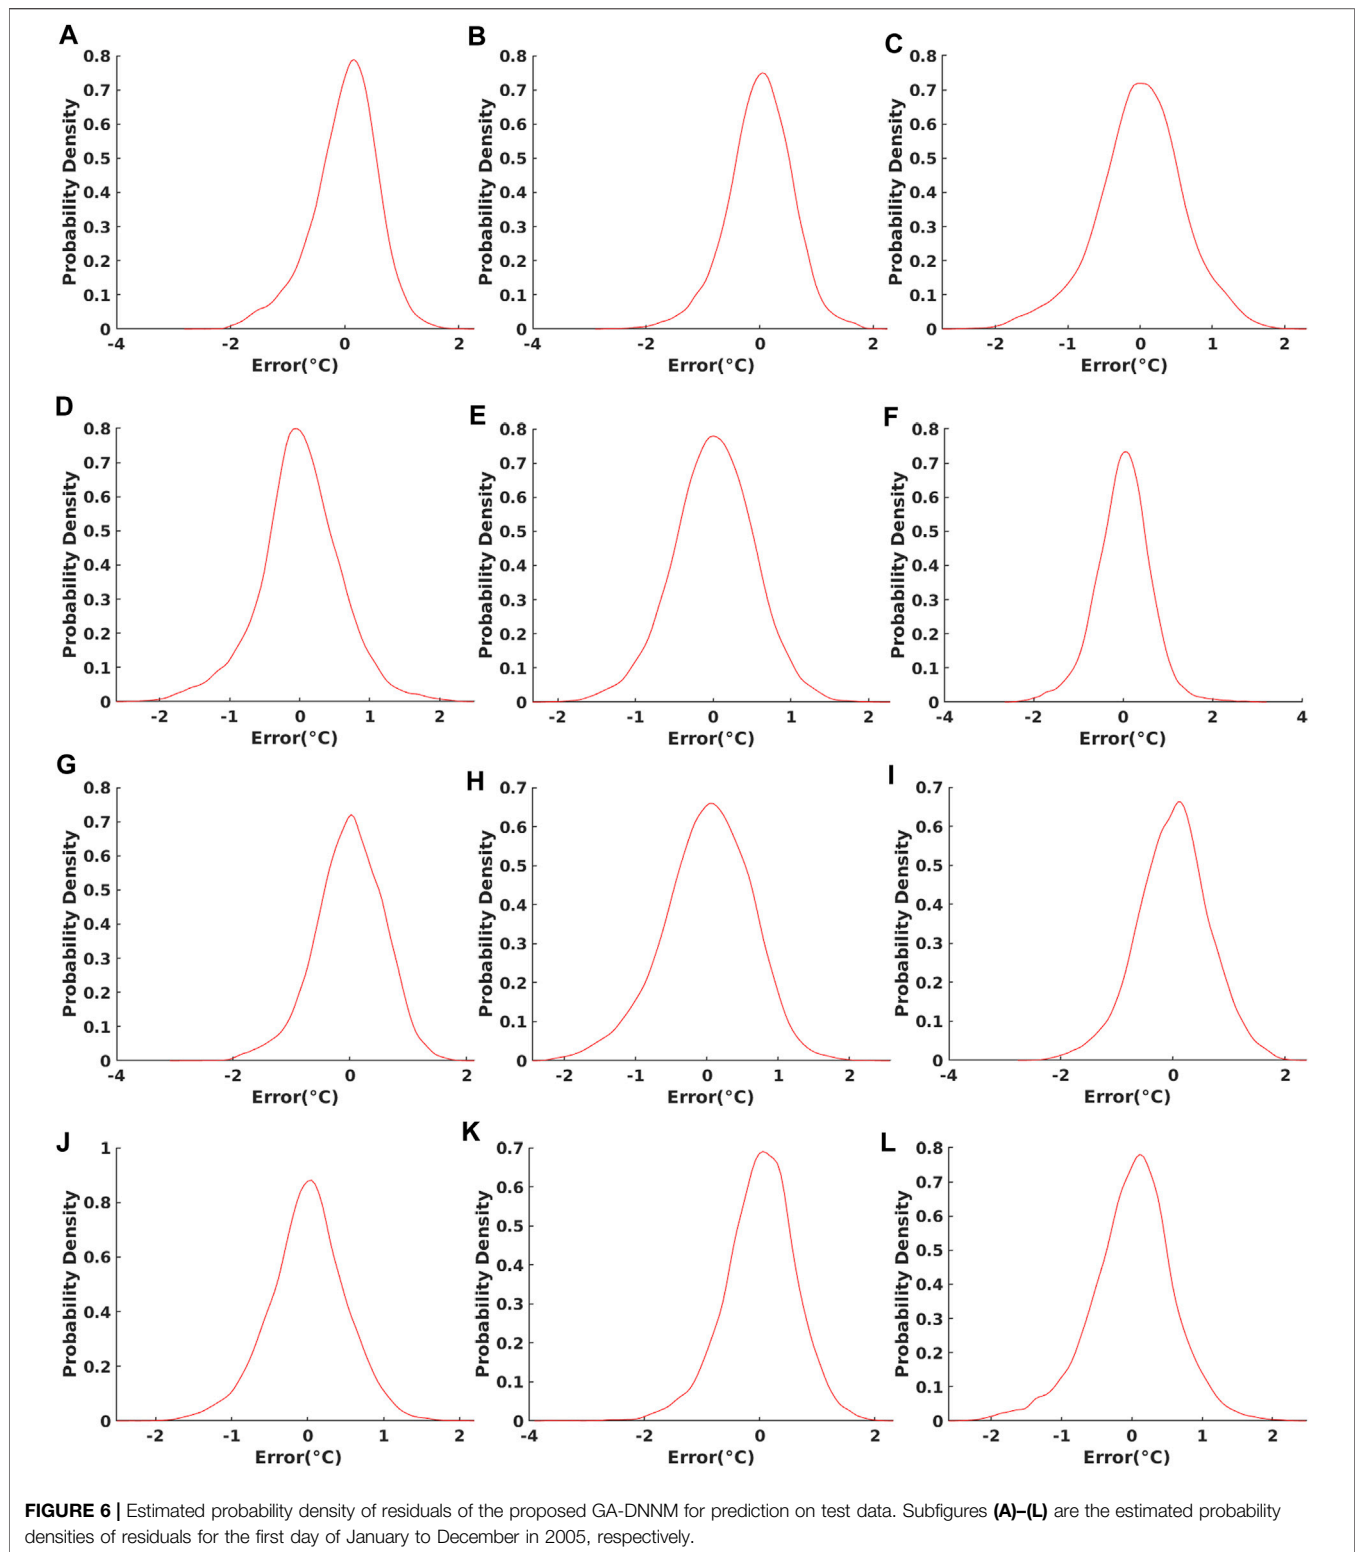 A
0.8
0.7
0.6
0.5
0.4
0.3
0.2
0.1
0
Probability Density
-4 -2 0 2
Error(°C)
B
0.8
0.7
0.6
0.5
0.4
0.3
0.2
0.1
0
Probability Density
-4 -2 0 2
Error(°C)
C
0.8
0.7
0.6
0.5
0.4
0.3
0.2
0.1
0
Probability Density
-2 -1 0 1 2
Error(°C)
D
0.8
0.7
0.6
0.5
0.4
0.3
0.2
0.1
0
Probability Density
-2 -1 0 1 2
Error(°C)
E
0.8
0.7
0.6
0.5
0.4
0.3
0.2
0.1
0
Probability Density
-2 -1 0 1 2
Error(°C)
F
0.8
0.7
0.6
0.5
0.4
0.3
0.2
0.1
0
Probability Density
-4 -2 0 2 4
Error(°C)
G
0.8
0.7
0.6
0.5
0.4
0.3
0.2
0.1
0
Probability Density
-4 -2 0 2
Error(°C)
H
0.7
0.6
0.5
0.4
0.3
0.2
0.1
0
Probability Density
-2 -1 0 1 2
Error(°C)
I
0.7
0.6
0.5
0.4
0.3
0.2
0.1
0
Probability Density
-4 -2 0 2
Error(°C)
J
1
0.8
0.6
0.4
0.2
0
Probability Density
-2 -1 0 1 2
Error(°C)
K
0.7
0.6
0.5
0.4
0.3
0.2
0.1
0
Probability Density
-4 -2 0 2
Error(°C)
L
0.8
0.7
0.6
0.5
0.4
0.3
0.2
0.1
0
Probability Density
-2 -1 0 1 2
Error(°C)
FIGURE 6 | Estimated probability density of residuals of the proposed GA-DNNM for prediction on test data. Subfigures (A)–(L) are the estimated probability
densities of residuals for the first day of January to December in 2005, respectively.